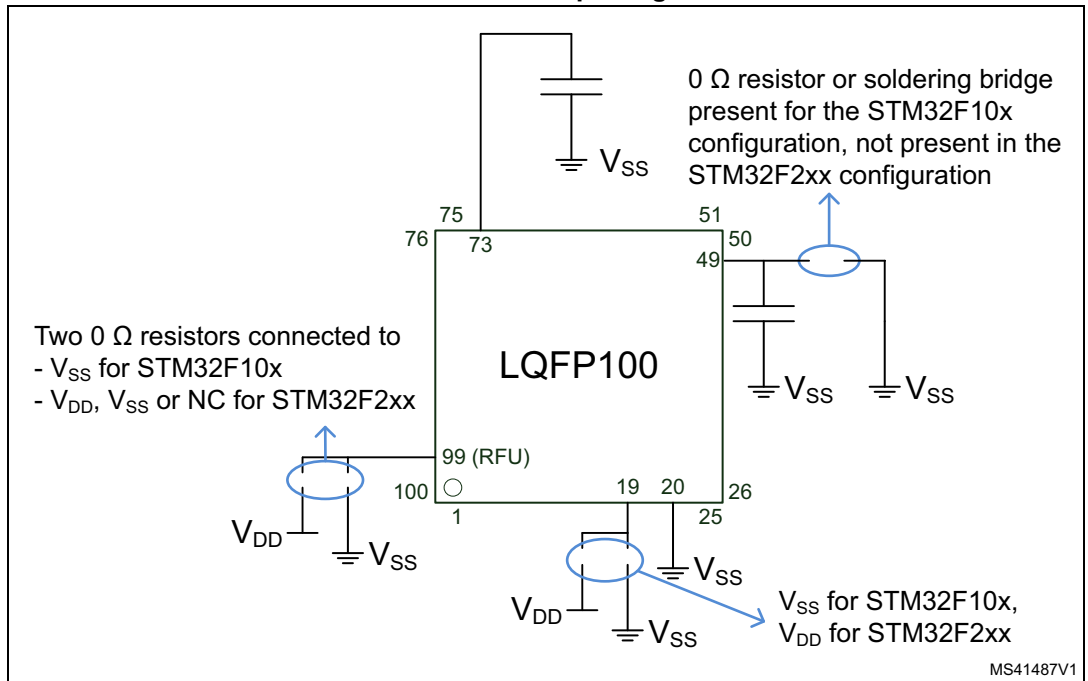 0 Ω resistor or soldering bridge
present for the STM32F10x
configuration, not present in the
STM32F2xx configuration
VSS
75
51
76
73
50
49
Two 0 Ω resistors connected to
- VSS for STM32F10x
- VDD, VSS or NC for STM32F2xx
LQFP100
VSS
VSS
99 (RFU)
100
19
20
26
1
25
VDD
VSS
VSS
VDD
VSS
VSS for STM32F10x,
VDD for STM32F2xx
MS41487V1